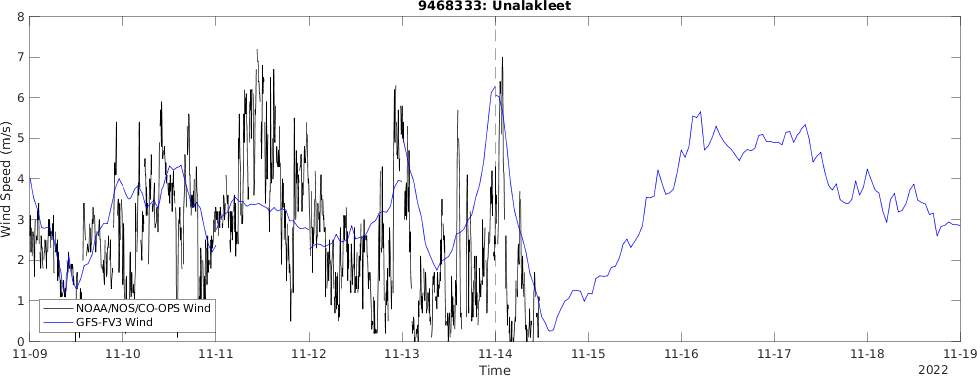 9468333: Unalakleet
8
7
6
5
4
3
2
1
0
Wind Speed (m/s)
NOAA/NOS/CO-OPS Wind
GFS-FV3 Wind
11-09 11-10 11-11 11-12 11-13 11-14 11-15 11-16 11-17 11-18 11-19
Time
2022